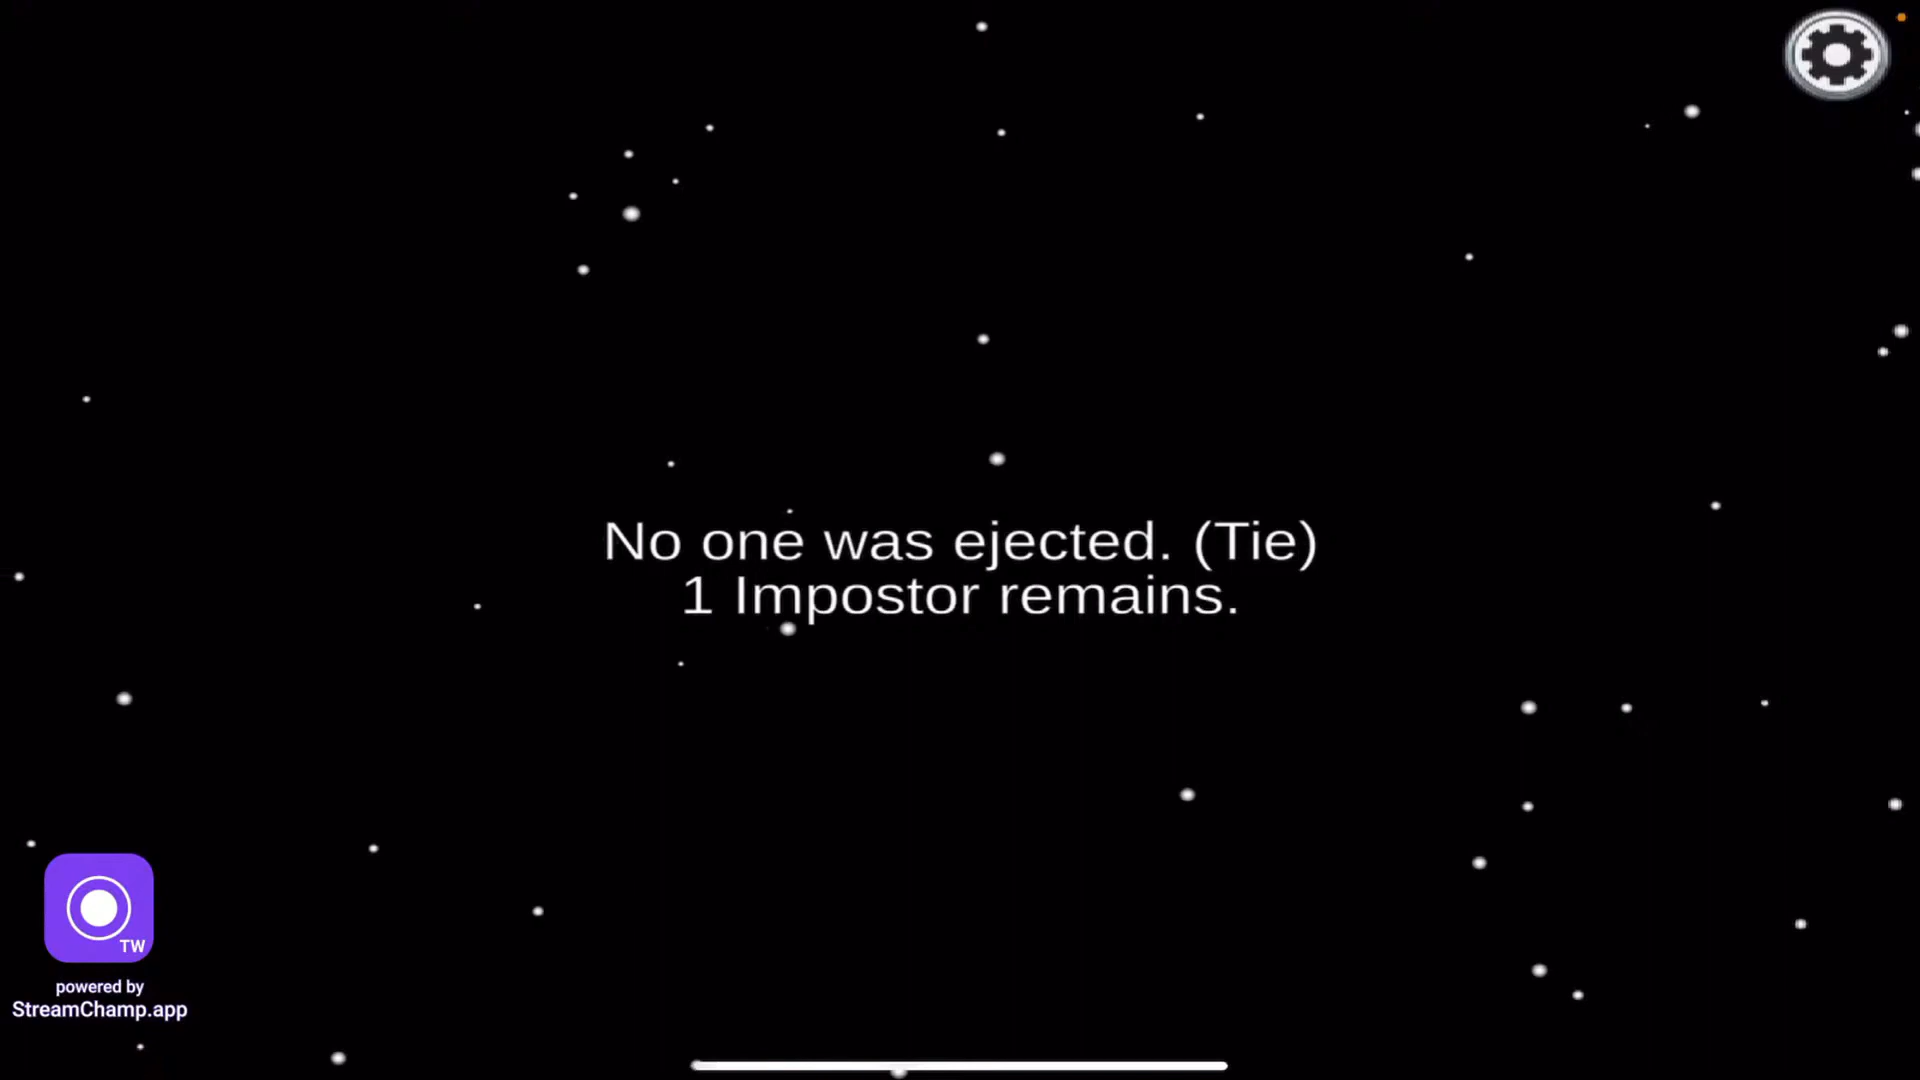 No one was ejected. (Tie)
1 Impostor remains.
TW
powered by
StreamChamp.app